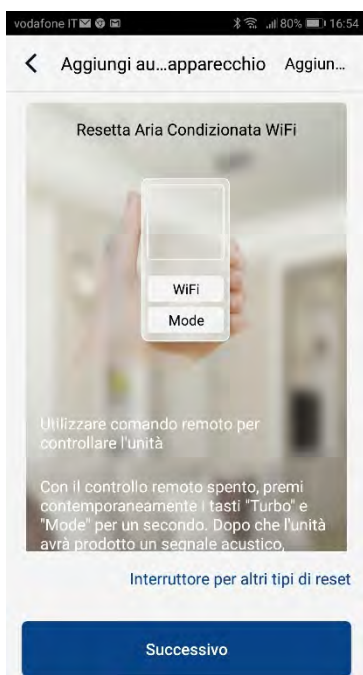 vodafone IT 80% 16:54
Aggiungi au...apparecchio Aggiun...
Resetta Aria Condizionata WiFi
WiFi
Mode
Utilizzare comando remoto per
controllare l'unità
Con il controllo remoto spento, premi
contemporaneamente i tasti "Turbo" e
"Mode" per un secondo. Dopo che l'unità
avrà prodotto un segnale acustico,
Interruttore per altri tipi di reset
Successivo